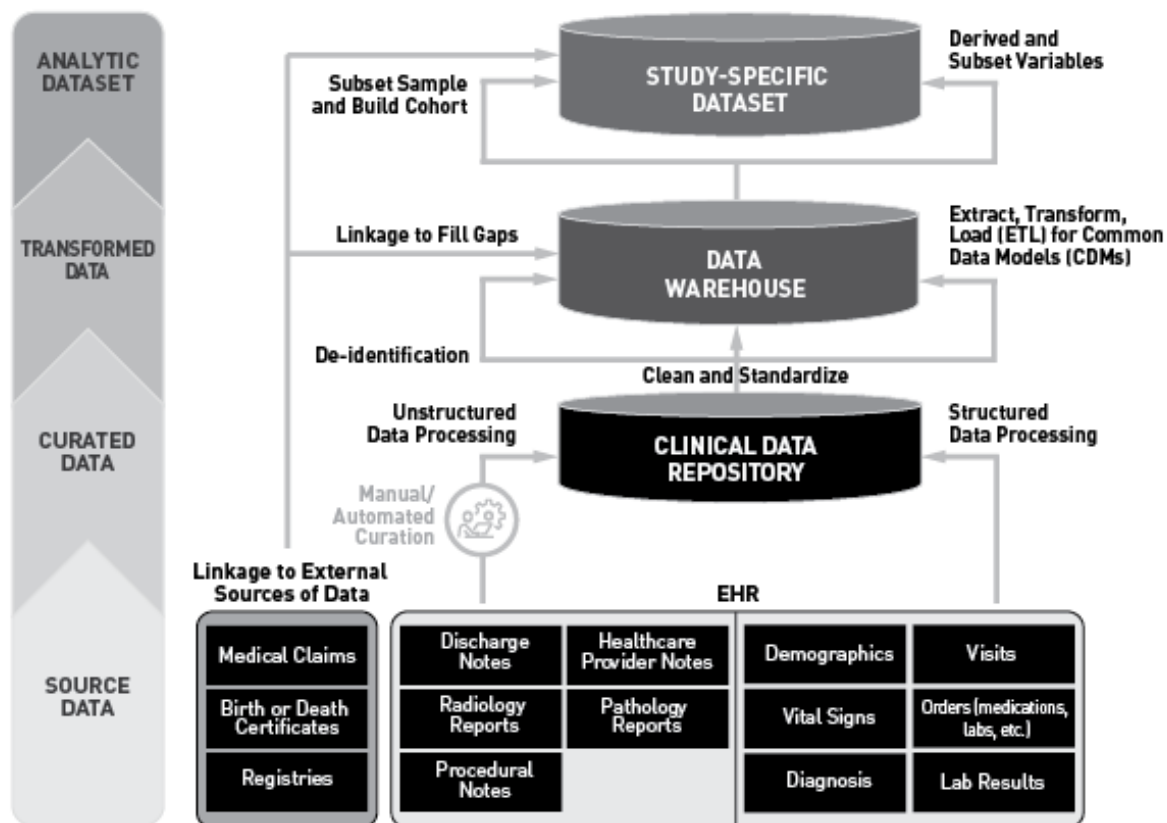 ANALYTIC
DATASET
TRANSFORMED
DATA
CURATED
DATA
SOURCE
DATA
STUDY-SPECIFIC
DATASET
Subset Sample
and Build Cohort
Derived and
Subset Variables
Linkage to Fill Gaps
DATA
WAREHOUSE
Extract, Transform,
Load (ETL) for Common
Data Models (CDMs)
De-identification
Clean and Standardize
Unstructured
Data Processing
CLINICAL DATA
REPOSITORY
Structured
Data Processing
Manual/
Automated
Curation
Linkage to External
Sources of Data
Medical Claims
Birth or Death
Certificates
Registries
EHR
Discharge
Notes
Healthcare
Provider Notes
Radiology
Reports
Pathology
Reports
Procedural
Notes
Demographics
Visits
Vital Signs
Orders (medications,
labs, etc.)
Diagnosis
Lab Results